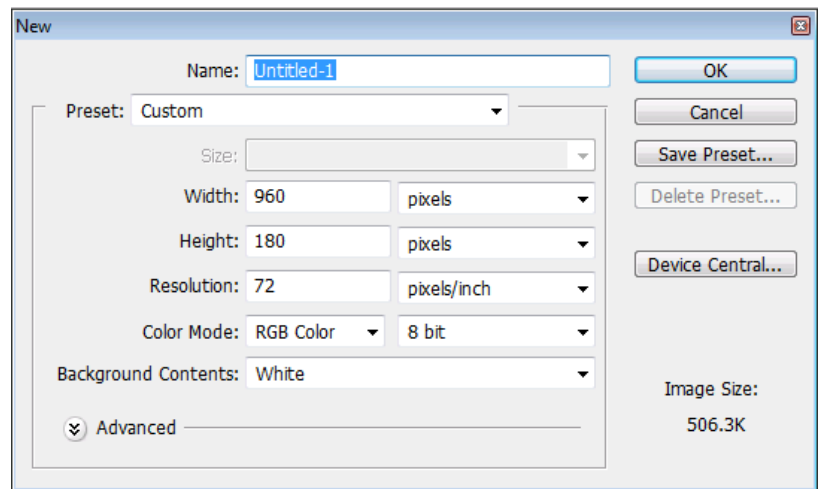 New
Name: Untitled-1
OK
Preset: Custom
Cancel
Size:
Save Preset...
Width: 960 pixels
Delete Preset...
Height: 180 pixels
Device Central...
Resolution: 72 pixels/inch
Color Mode: RGB Color 8 bit
Background Contents: White
Image Size:
Advanced
506.3K